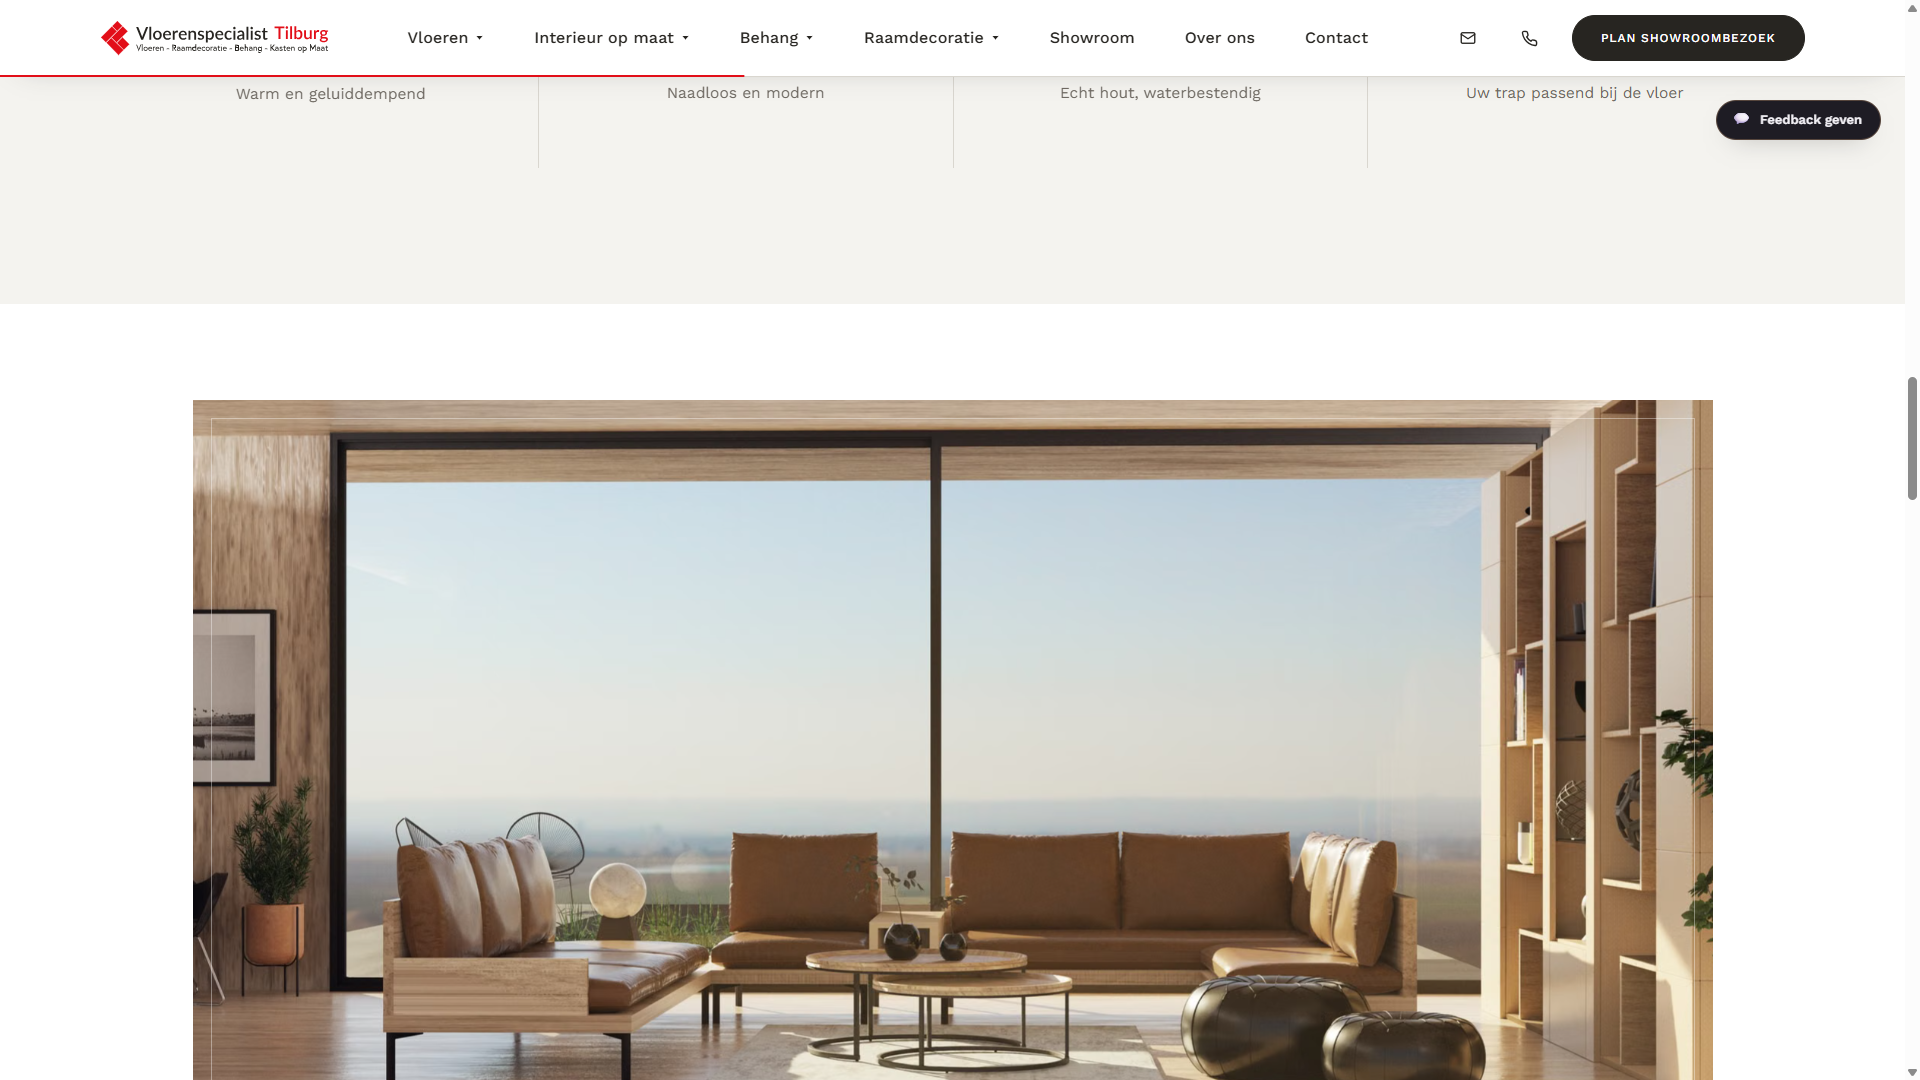 Vloerenspecialist Tilburg
Vloeren - Raamdecoratie - Behang - Kasten op Maat
Vloeren
Interieur op maat
Behang
Raamdecoratie
Showroom
Over ons
Contact
PLAN SHOWROOMBEZOEK
Warm en geluiddempend
Naadloos en modern
Echt hout, waterbestendig
Uw trap passend bij de vloer
Feedback geven